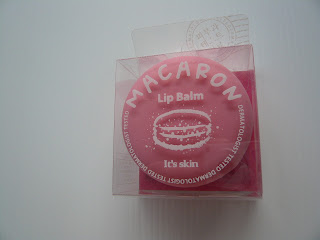 MACARON
Lip Balm
It's skin
DERMATOLOGIST TESTED DERMATOLOGIST TESTED DERMATOLOGIST TESTED